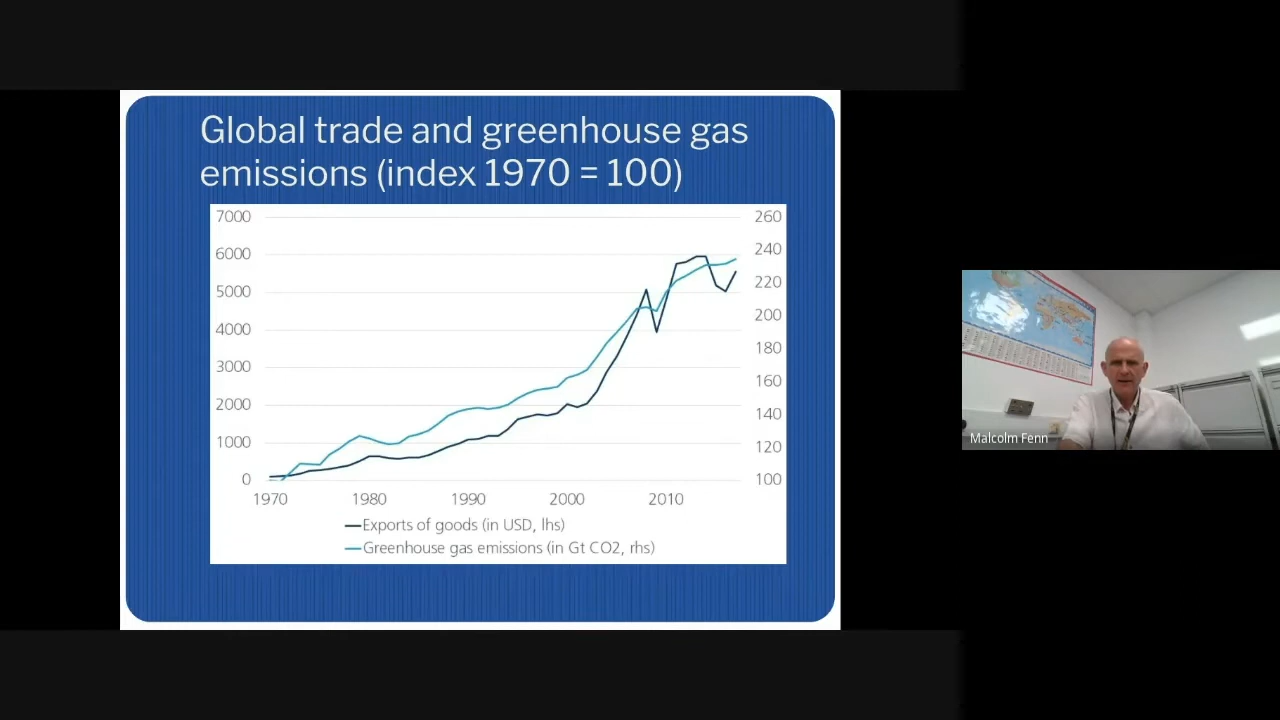 Global trade and greenhouse gas
emissions (index 1970 = 100)
7000
6000
5000
4000
3000
2000
1000
0
260
240
220
200
180
160
140
120
100
1970 1980 1990 2000 2010
Exports of goods (in USD, lhs)
Greenhouse gas emissions (in Gt CO2, rhs)
Malcolm Fenn